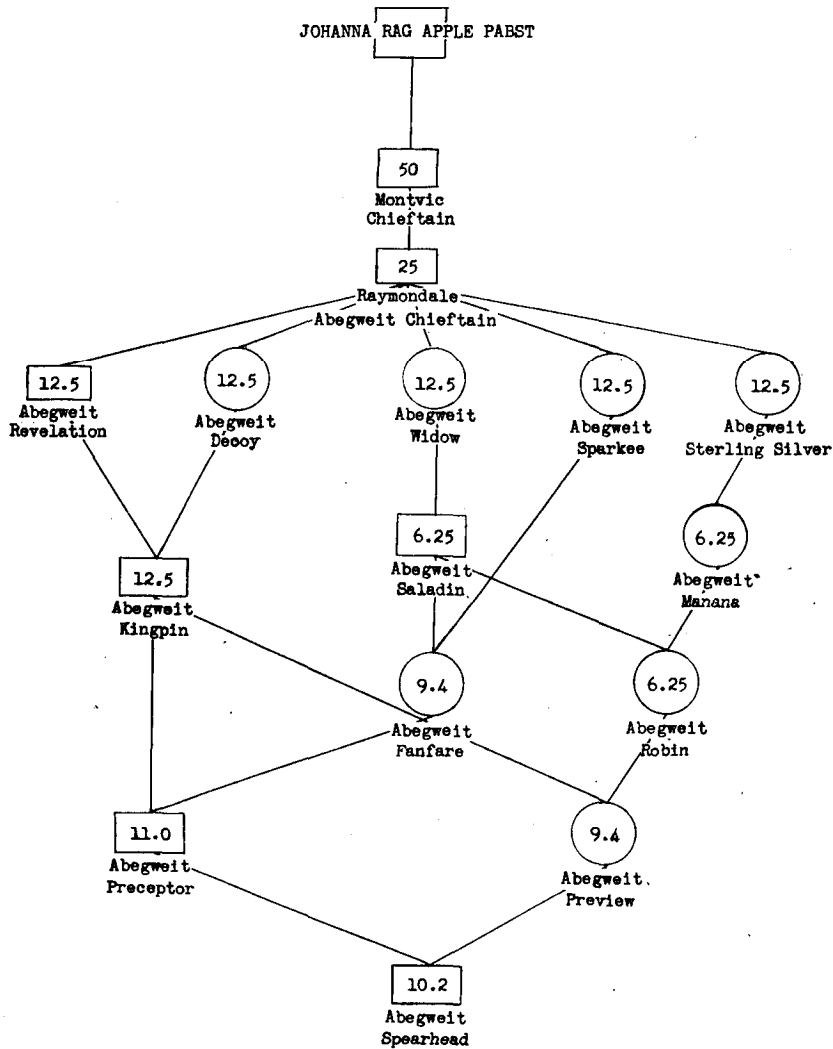 JOHANNA RAG APPLE PABST
50
Montvic
Chieftain
25
Raymondale
Abegweit Chieftain
12.5
Abegweit
Revelation
12.5
Abegweit
Decoy
12.5
Abegweit
Widow
12.5
Abegweit
Sparkee
12.5
Abegweit
Sterling Silver
6.25
Abegweit
Saladin
6.25
Abegweit
Manana
12.5
Abegweit
Kingpin
9.4
Abegweit
Fanfare
6.25
Abegweit
Robin
11.0
Abegweit
Preceptor
9.4
Abegweit
Preview
10.2
Abegweit
Spearhead